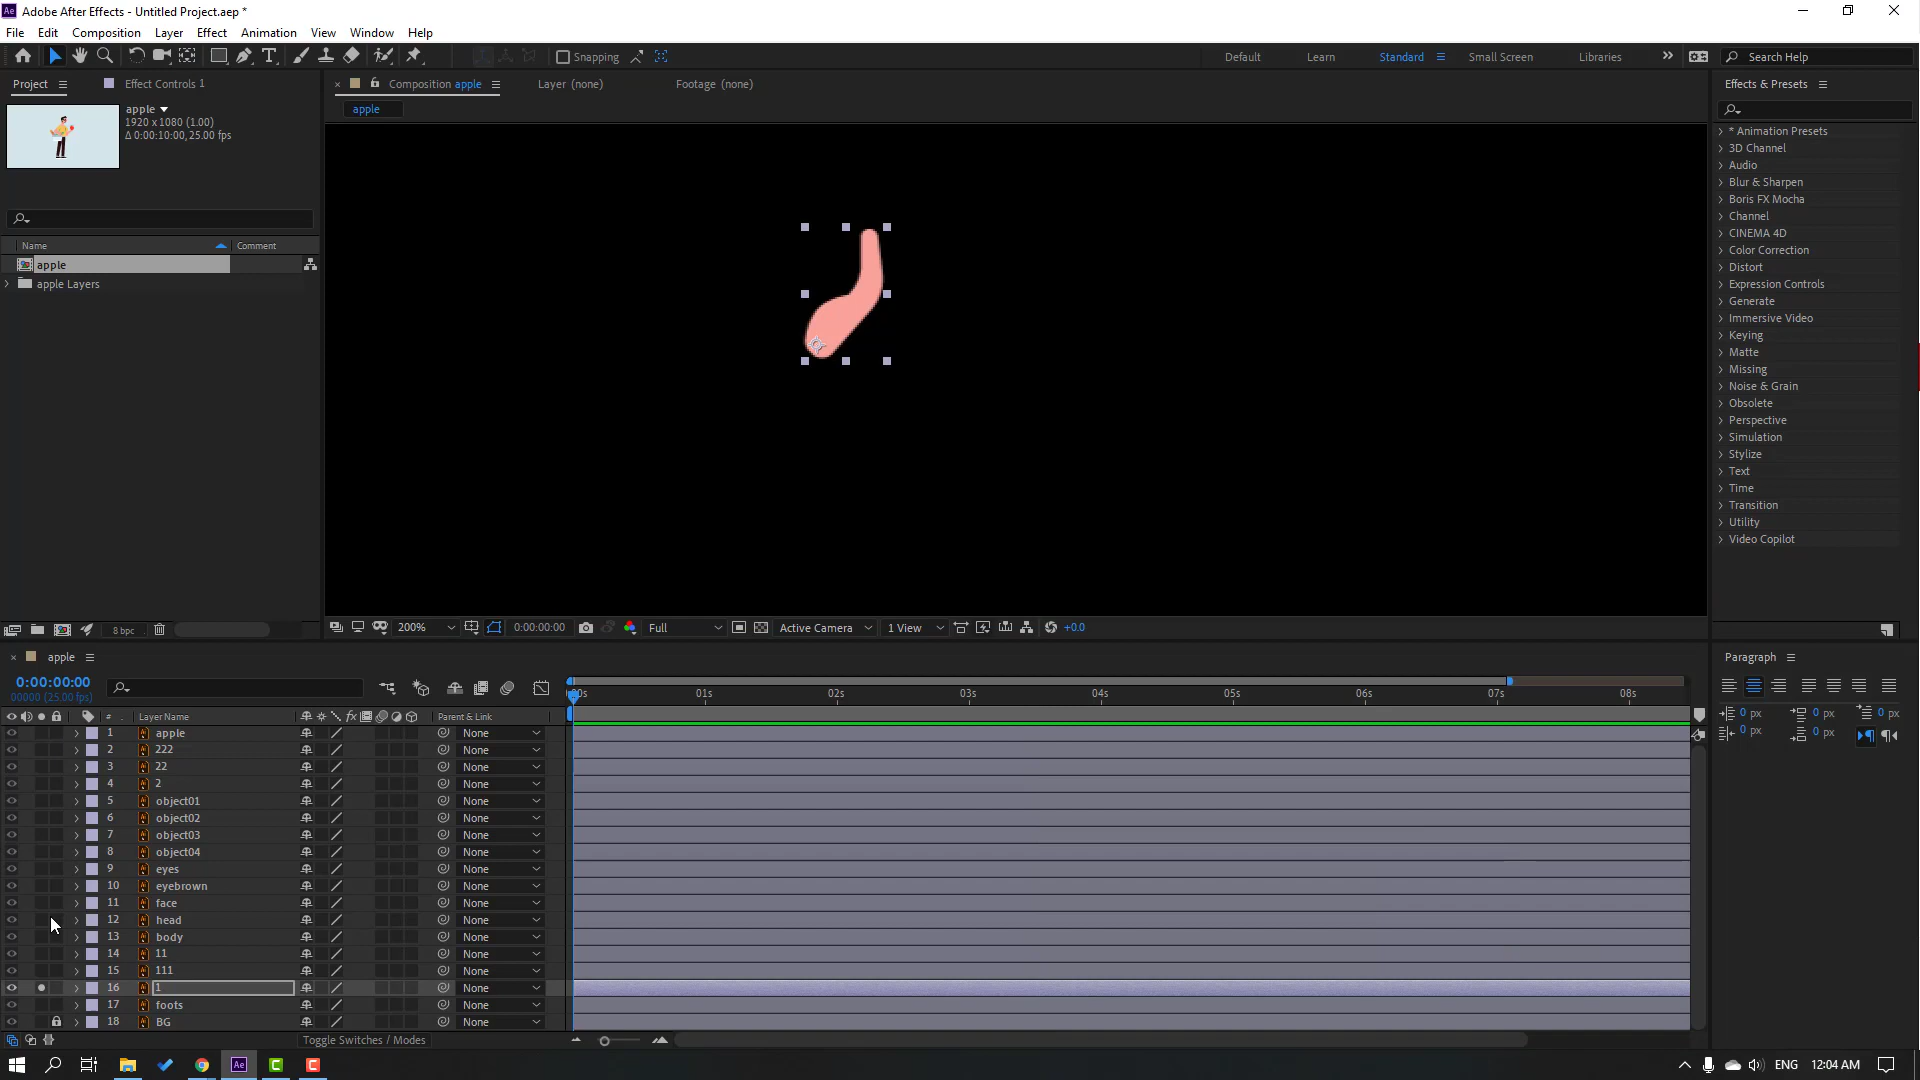 Adobe After Effects - Untitled Project.aep *
File Edit Composition Layer Effect Animation View Window Help
Snapping
Default Learn Standard Small Screen Libraries Search Help
Project Effect Controls 1
apple
1920 x 1080 (1.00)
Δ 0:00:10:00, 25.00 fps
Name Comment
apple
apple Layers
8 bpc
Composition apple Layer (none) Footage (none)
apple
200% 0:00:00:00 Full Active Camera 1 View +0.0
Effects & Presets
* Animation Presets
3D Channel
Audio
Blur & Sharpen
Boris FX Mocha
Channel
CINEMA 4D
Color Correction
Distort
Expression Controls
Generate
Immersive Video
Keying
Matte
Missing
Noise & Grain
Obsolete
Perspective
Simulation
Stylize
Text
Time
Transition
Utility
Video Copilot
apple
0:00:00:00
00000 (25.00 fps)
01s 02s 03s 04s 05s 06s 07s 08s
# Layer Name fx Parent & Link
1 apple None
2 222 None
3 22 None
4 2 None
5 object01 None
6 object02 None
7 object03 None
8 object04 None
9 eyes None
10 eyebrown None
11 face None
12 head None
13 body None
14 11 None
15 111 None
16 1 None
17 foots None
18 BG None
Toggle Switches / Modes
Paragraph
0 px 0 px 0 px
0 px 0 px
ENG 12:04 AM